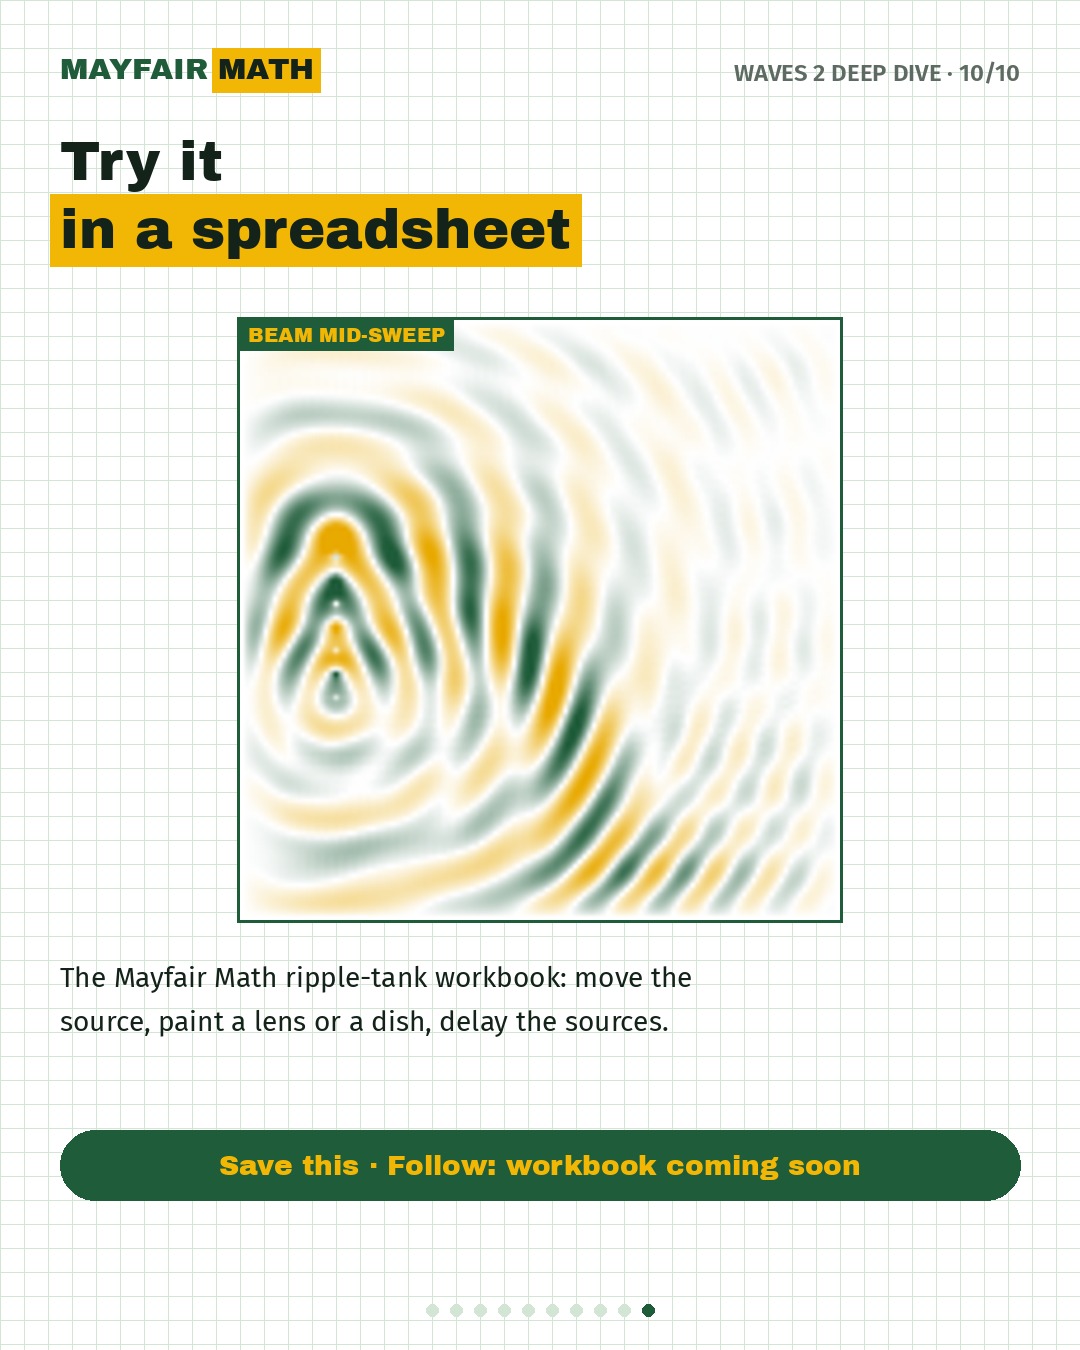 MAYFAIR MATH
WAVES 2 DEEP DIVE · 10/10
Try it
in a spreadsheet
BEAM MID-SWEEP
The Mayfair Math ripple-tank workbook: move the
source, paint a lens or a dish, delay the sources.
Save this · Follow: workbook coming soon